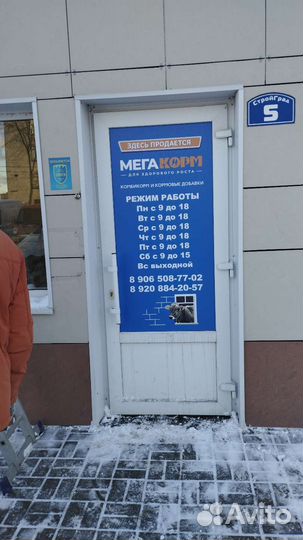 ЗДЕСЬ ПРОДАЕТСЯ
МЕГАКОРМ
ДЛЯ ЗДОРОВОГО РОСТА
КОМБИКОРМ И КОРМОВЫЕ ДОБАВКИ
РЕЖИМ РАБОТЫ
Пн с 9 до 18
Вт с 9 до 18
Ср с 9 до 18
Чт с 9 до 18
Пт с 9 до 18
Сб с 9 до 15
Вс выходной
8 906 508-77-02
8 920 884-20-57
СтройГрад
5
Avito